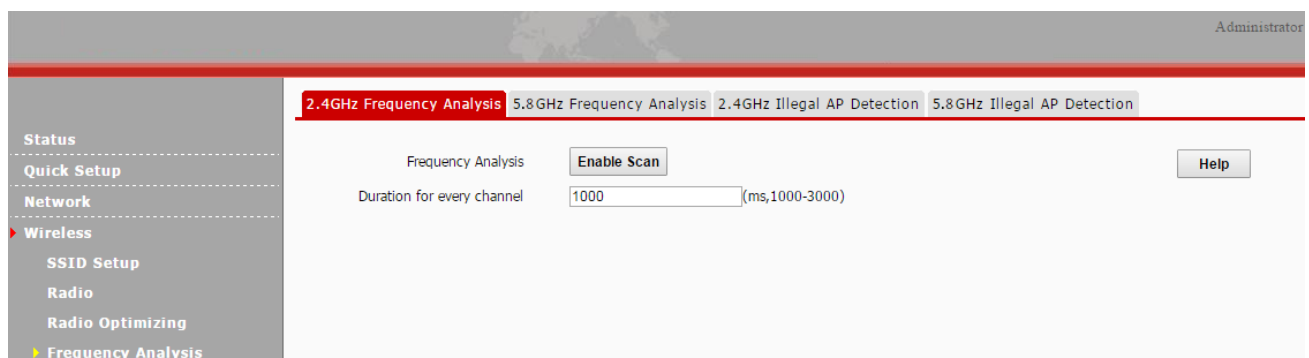 Administrator
2.4GHz Frequency Analysis 5.8GHz Frequency Analysis 2.4GHz Illegal AP Detection 5.8GHz Illegal AP Detection
Status
Quick Setup
Network
Wireless
SSID Setup
Radio
Radio Optimizing
Frequency Analysis
Frequency Analysis Enable Scan Help
Duration for every channel 1000 (ms,1000-3000)